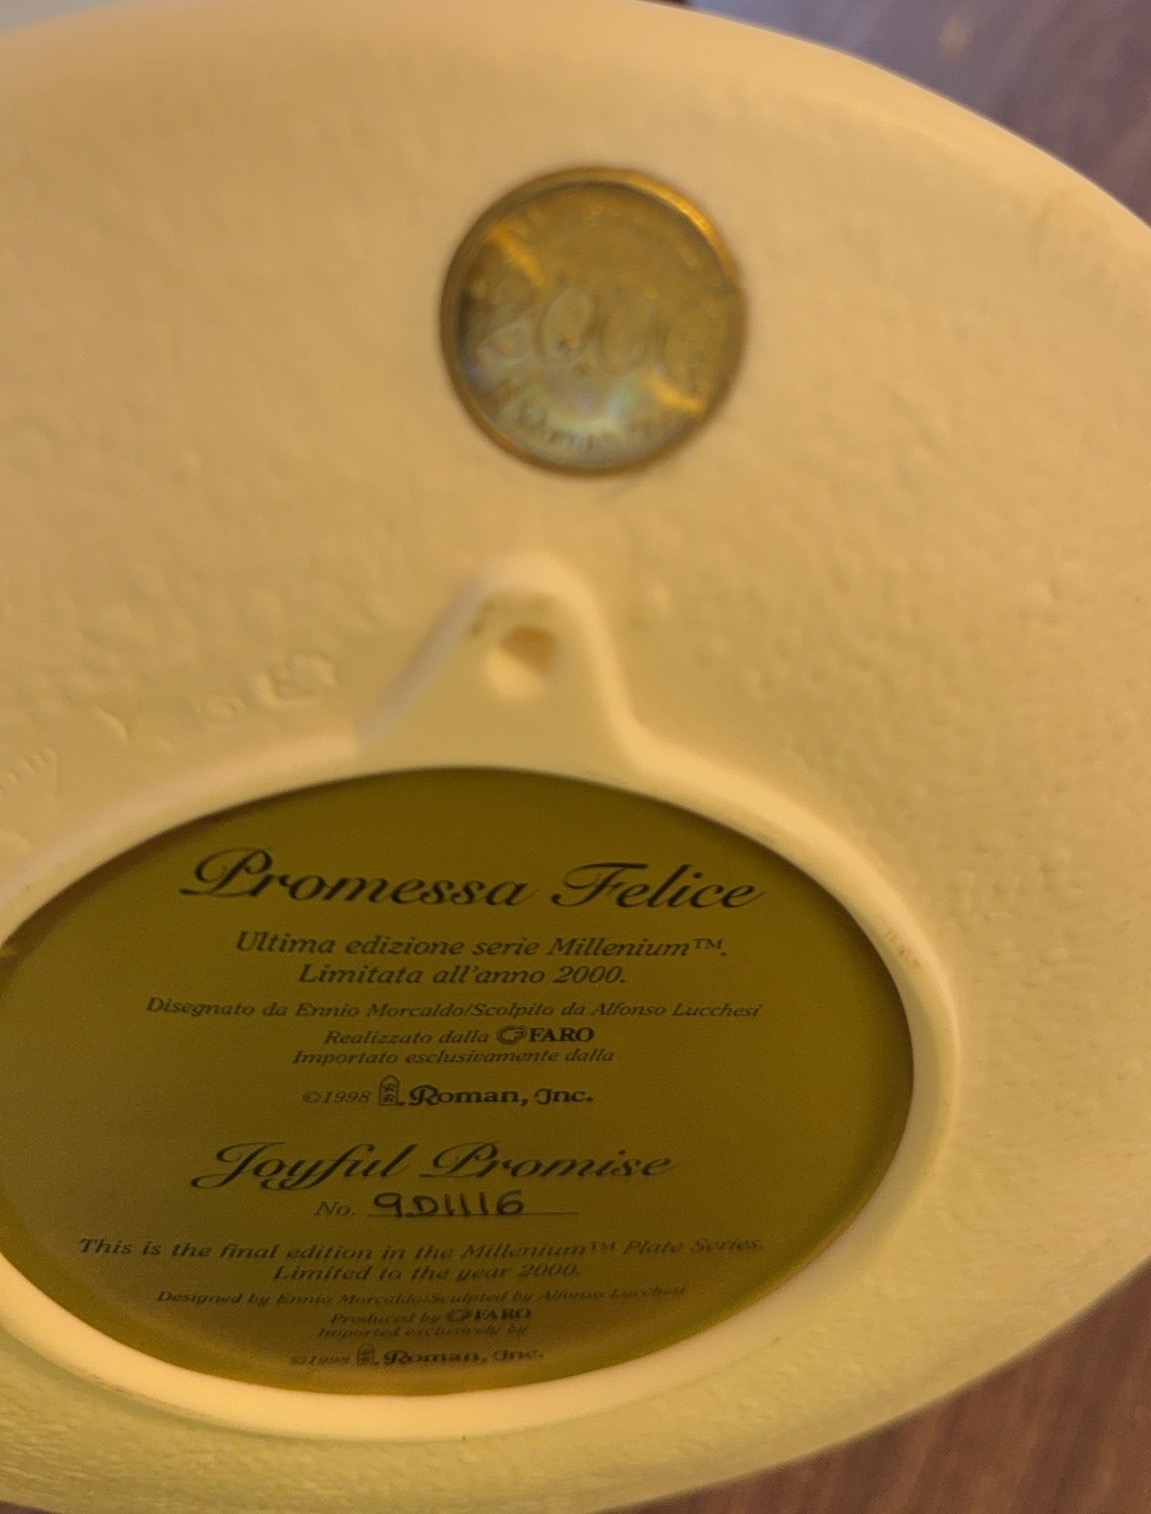 Promessa Felice
Ultima edizione serie Millenium™.
Limitata all'anno 2000.
Disegnato da Ennio Morcaldo/Scolpito da Alfonso Lucchesi
Realizzato dalla FARO
Importato esclusivamente dalla
©1998 Roman, Inc.
Joyful Promise
No. 9D1116
This is the final edition in the Millenium™ Plate Series.
Limited to the year 2000.
Designed by Ennio Morcaldo/Sculpted by Alfonso Lucchesi
Produced by FARO
Imported exclusively by
©1998 Roman, Inc.